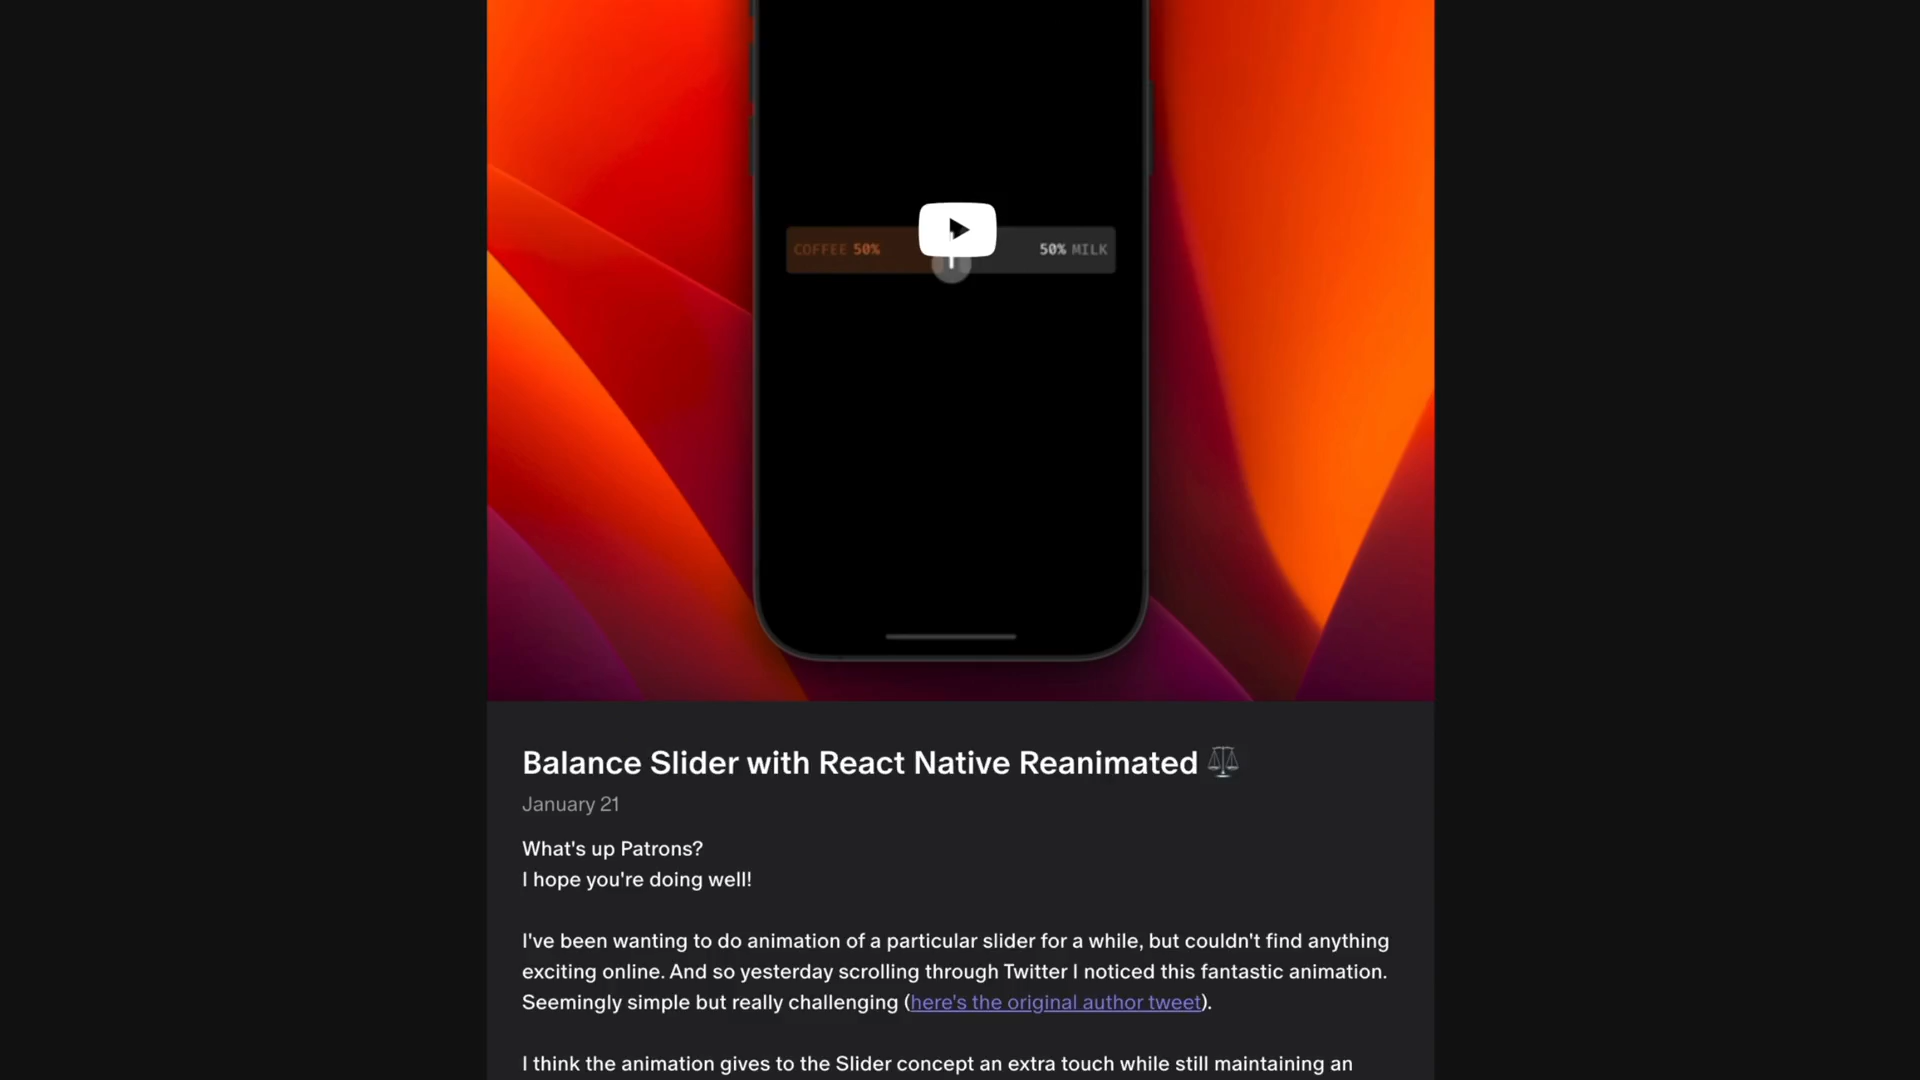 COFFEE 50%
50% MILK
Balance Slider with React Native Reanimated ⚖️
January 21
What's up Patrons?
I hope you're doing well!
I've been wanting to do animation of a particular slider for a while, but couldn't find anything
exciting online. And so yesterday scrolling through Twitter I noticed this fantastic animation.
Seemingly simple but really challenging (here's the original author tweet).
I think the animation gives to the Slider concept an extra touch while still maintaining an